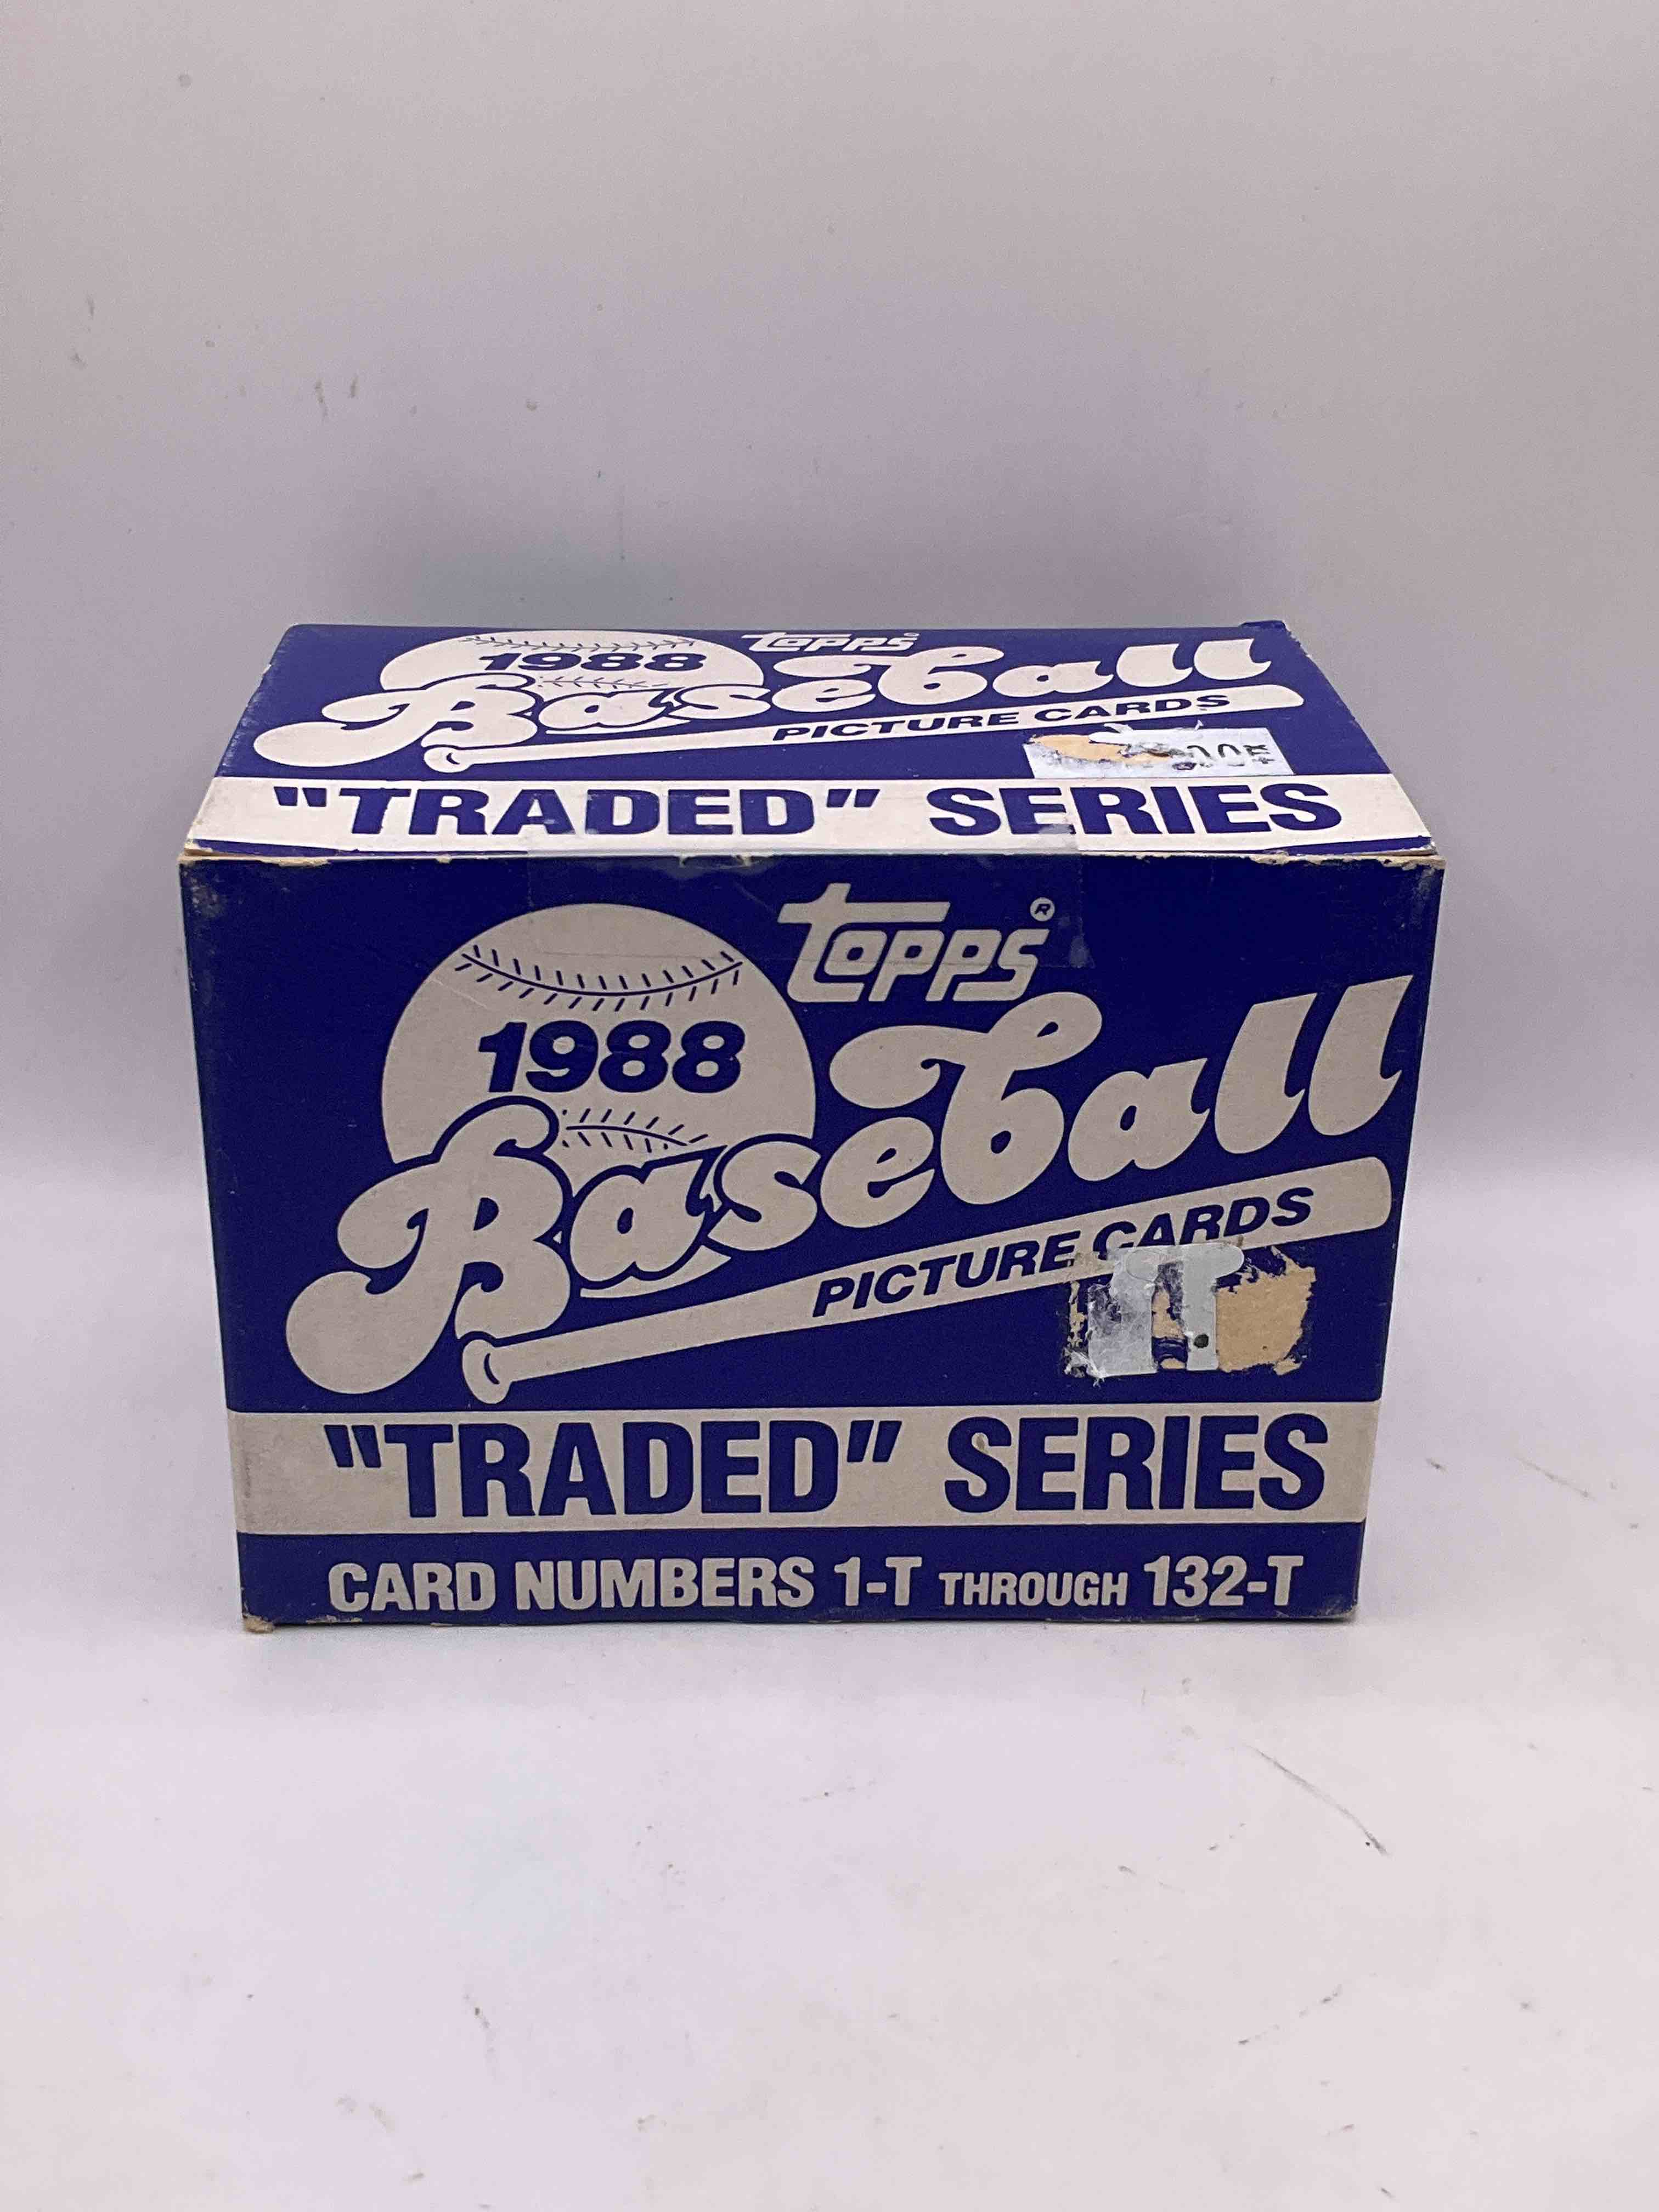 topps
1988
Baseball
PICTURE CARDS
"TRADED" SERIES
topps®
1988
Baseball
PICTURE CARDS
"TRADED" SERIES
CARD NUMBERS 1-T THROUGH 132-T